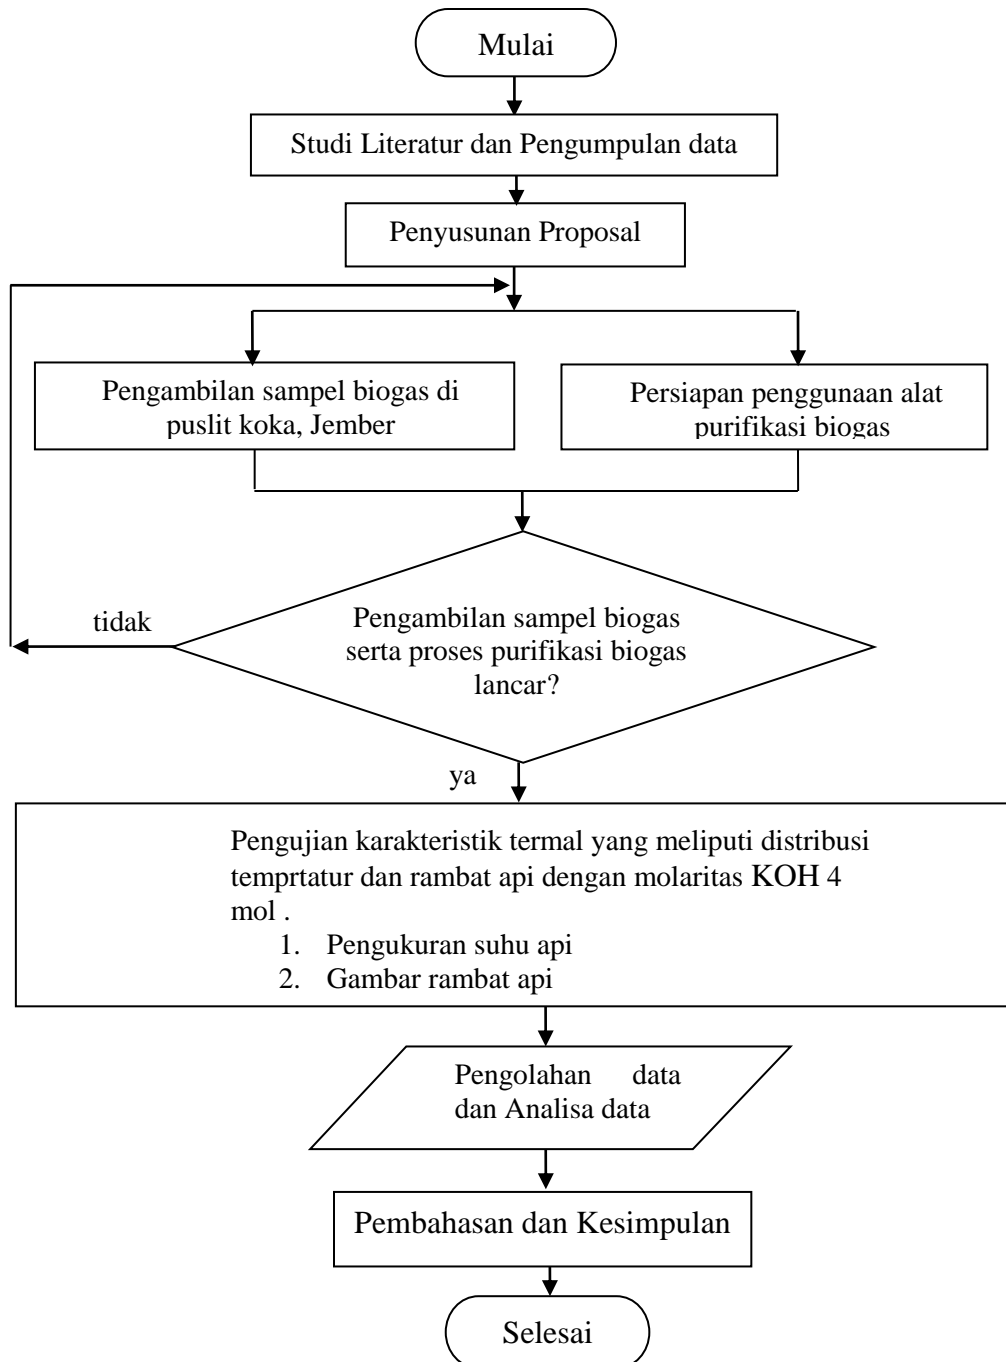 Mulai
Studi Literatur dan Pengumpulan data
Penyusunan Proposal
Pengambilan sampel biogas di
puslit koka, Jember
Persiapan penggunaan alat
purifikasi biogas
tidak
Pengambilan sampel biogas
serta proses purifikasi biogas
lancar?
ya
Pengujian karakteristik termal yang meliputi distribusi
temprtatur dan rambat api dengan molaritas KOH 4
mol .
1. Pengukuran suhu api
2. Gambar rambat api
Pengolahan data
dan Analisa data
Pembahasan dan Kesimpulan
Selesai